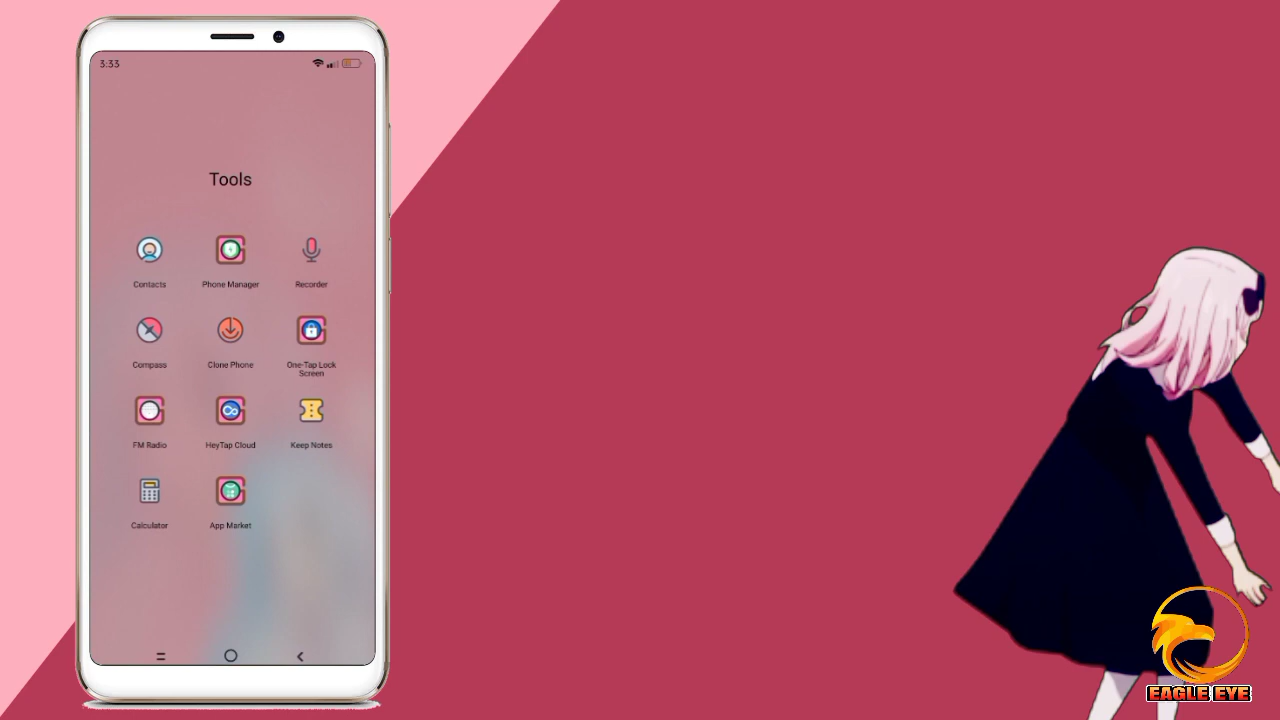 3:33
Tools
Contacts
Phone Manager
Recorder
Compass
Clone Phone
One-Tap Lock
Screen
FM Radio
HeyTap Cloud
Keep Notes
Calculator
App Market
EAGLE EYE